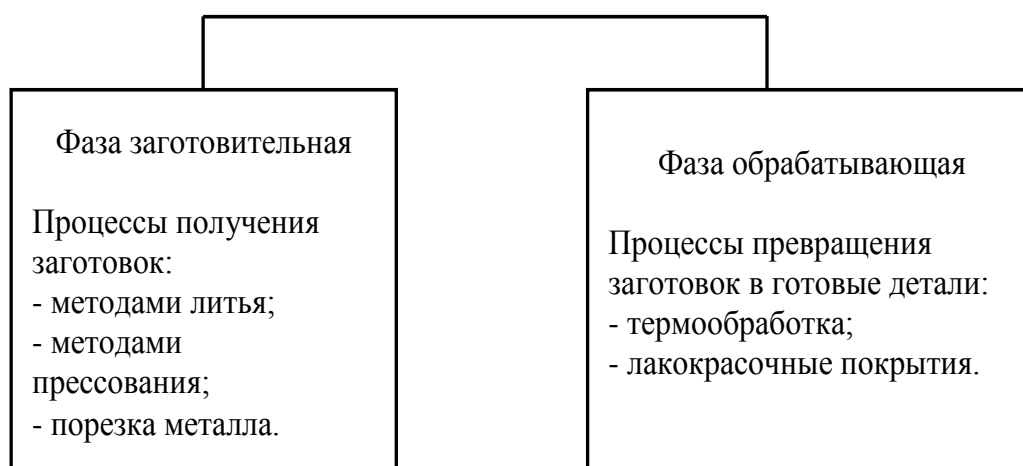 Фаза заготовительная
Процессы получения
заготовок:
- методами литья;
- методами
прессования;
- порезка металла.
Фаза обрабатывающая
Процессы превращения
заготовок в готовые детали:
- термообработка;
- лакокрасочные покрытия.